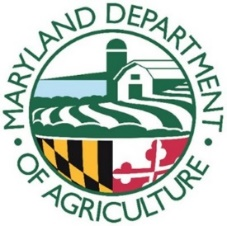 MARYLAND DEPARTMENT
• OF AGRICULTURE •